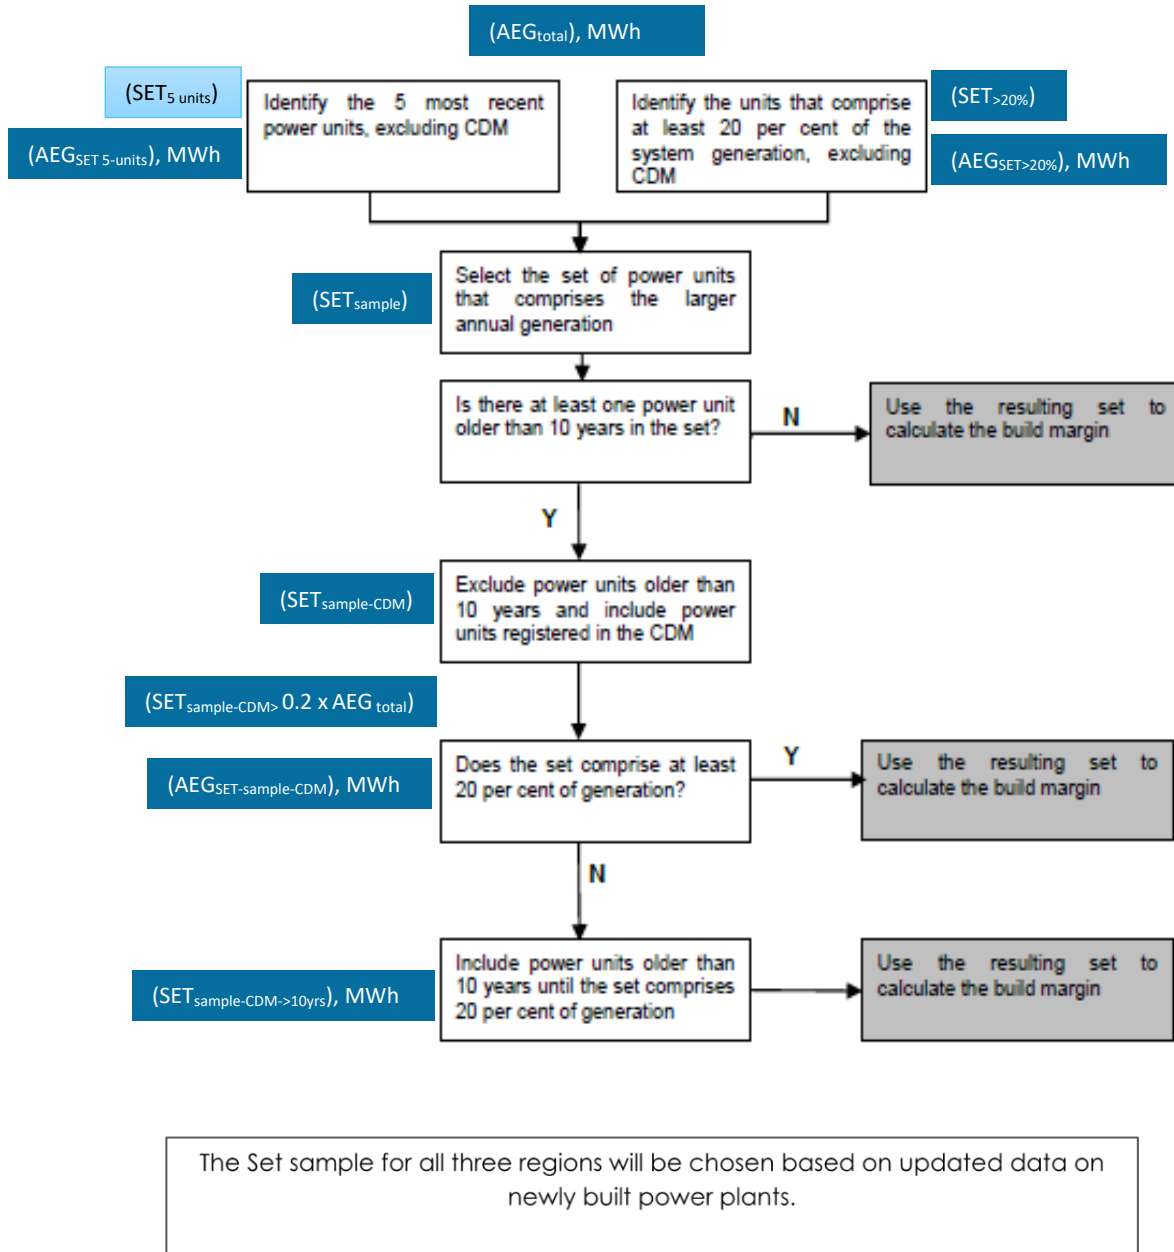 (AEGtotal), MWh
(SET5 units)
Identify the 5 most recent
power units, excluding CDM
(AEGSET 5-units), MWh
Identify the units that comprise
at least 20 per cent of the
system generation, excluding
CDM
(SET>20%)
(AEGSET>20%), MWh
(SETsample)
Select the set of power units
that comprises the larger
annual generation
Is there at least one power unit
older than 10 years in the set?
N
Use the resulting set to
calculate the build margin
Y
(SETsample-CDM)
Exclude power units older than
10 years and include power
units registered in the CDM
(SETsample-CDM> 0.2 x AEG total)
(AEGSET-sample-CDM), MWh
Does the set comprise at least
20 per cent of generation?
Y
Use the resulting set to
calculate the build margin
N
(SETsample-CDM->10yrs), MWh
Include power units older than
10 years until the set comprises
20 per cent of generation
Use the resulting set to
calculate the build margin
The Set sample for all three regions will be chosen based on updated data on
newly built power plants.